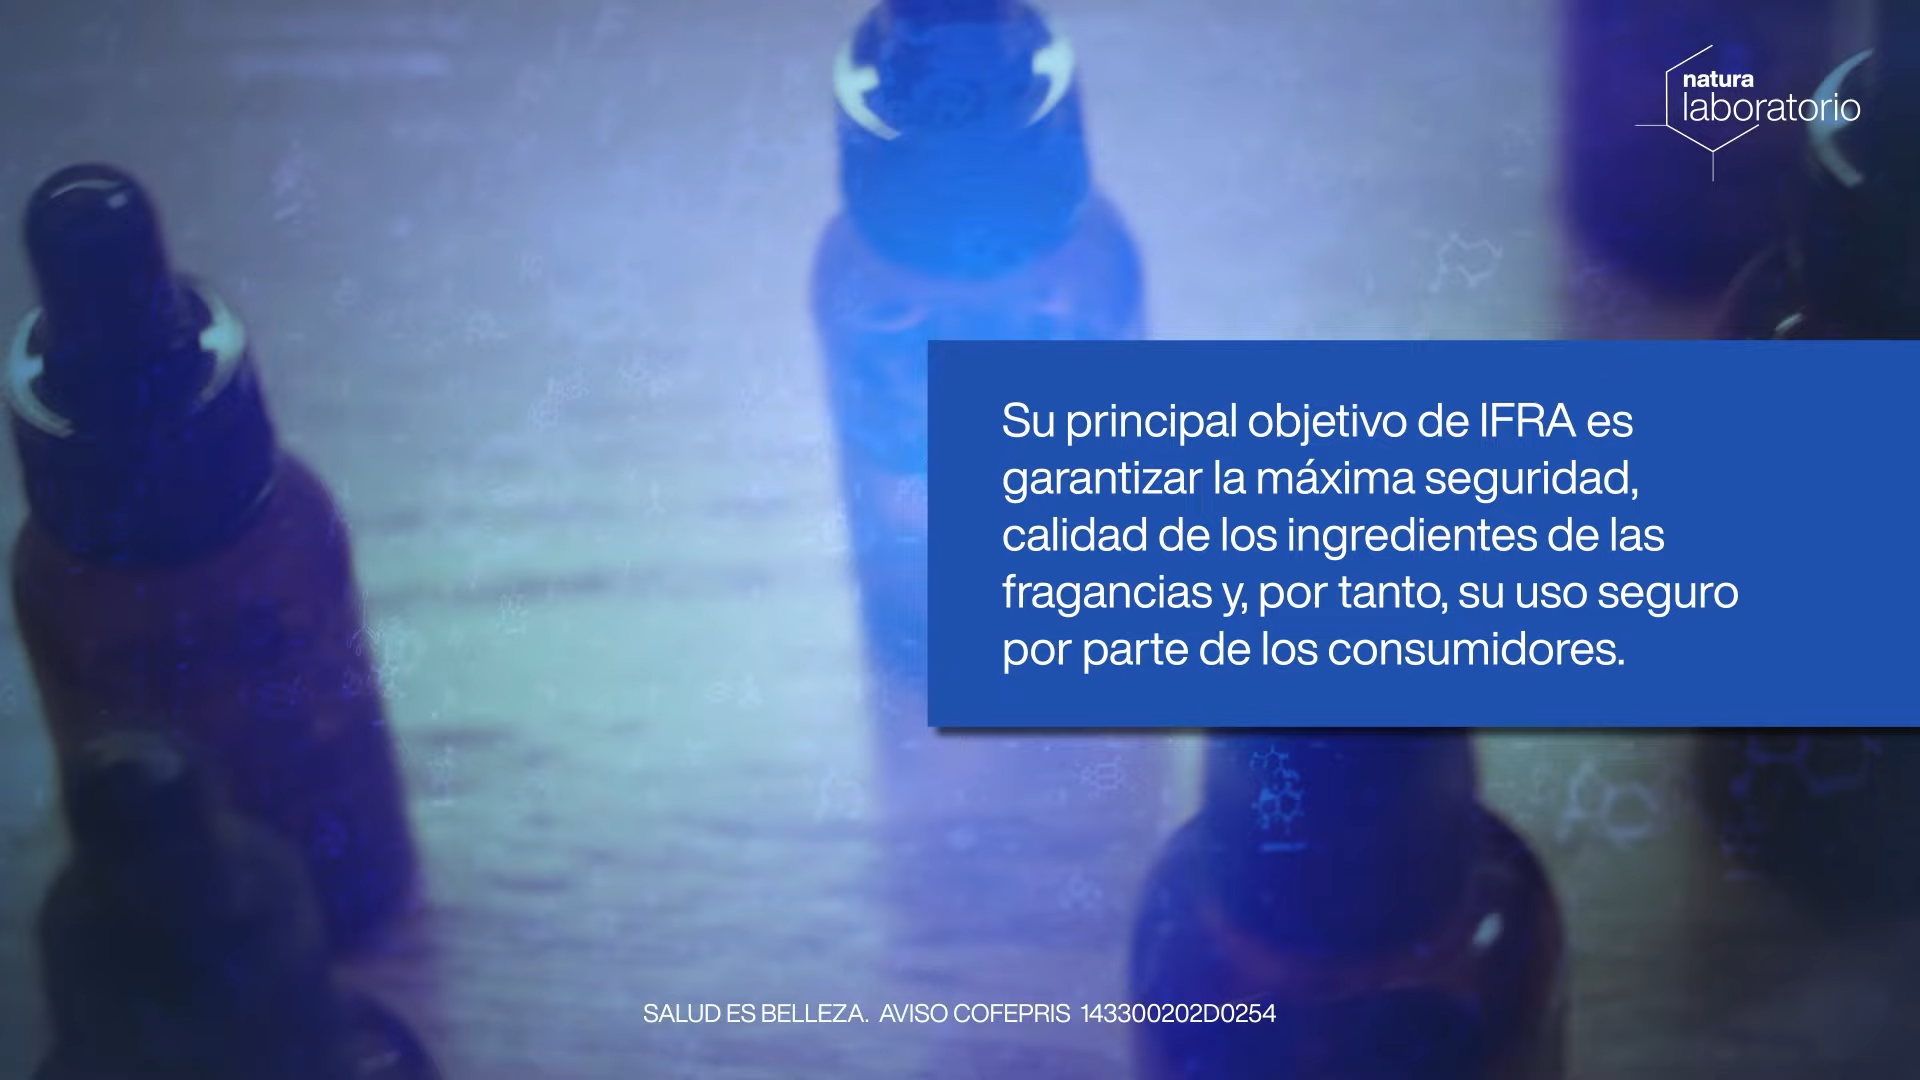 natura
laboratorio
Su principal objetivo de IFRA es
garantizar la máxima seguridad,
calidad de los ingredientes de las
fragancias y, por tanto, su uso seguro
por parte de los consumidores.
SALUD ES BELLEZA. AVISO COFEPRIS 143300202D0254